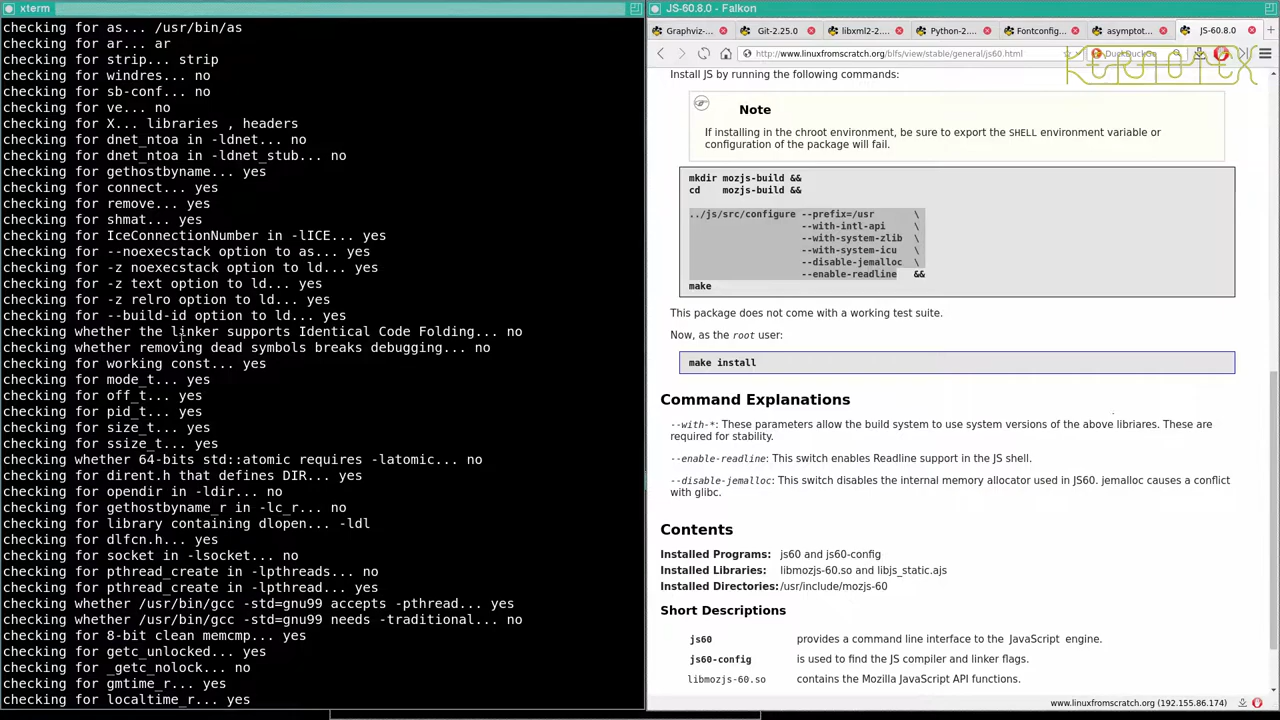 xterm
checking for as... /usr/bin/as
checking for ar... ar
checking for strip... strip
checking for windres... no
checking for sb-conf... no
checking for ve... no
checking for X... libraries , headers
checking for dnet_ntoa in -ldnet... no
checking for dnet_ntoa in -ldnet_stub... no
checking for gethostbyname... yes
checking for connect... yes
checking for remove... yes
checking for shmat... yes
checking for IceConnectionNumber in -lICE... yes
checking for --noexecstack option to as... yes
checking for -z noexecstack option to ld... yes
checking for -z text option to ld... yes
checking for -z relro option to ld... yes
checking for --build-id option to ld... yes
checking whether the linker supports Identical Code Folding... no
checking whether removing dead symbols breaks debugging... no
checking for working const... yes
checking for mode_t... yes
checking for off_t... yes
checking for pid_t... yes
checking for size_t... yes
checking for ssize_t... yes
checking whether 64-bits std::atomic requires -latomic... no
checking for dirent.h that defines DIR... yes
checking for opendir in -ldir... no
checking for gethostbyname_r in -lc_r... no
checking for library containing dlopen... -ldl
checking for dlfcn.h... yes
checking for socket in -lsocket... no
checking for pthread_create in -lpthreads... no
checking for pthread_create in -lpthread... yes
checking whether /usr/bin/gcc -std=gnu99 accepts -pthread... yes
checking whether /usr/bin/gcc -std=gnu99 needs -traditional... no
checking for 8-bit clean memcmp... yes
checking for getc_unlocked... yes
checking for _getc_nolock... no
checking for gmtime_r... yes
checking for localtime_r... yes
JS-60.8.0 - Falkon
Graphviz-... Git-2.25.0 libxml2-2.... Python-2.... Fontconfig... asymptot... JS-60.8.0
http://www.linuxfromscratch.org/blfs/view/stable/general/js60.html DuckDuckGo
KERNOTEX
Install JS by running the following commands:
Note
If installing in the chroot environment, be sure to export the SHELL environment variable or
configuration of the package will fail.
mkdir mozjs-build &&
cd    mozjs-build &&
../js/src/configure --prefix=/usr       \
--with-intl-api     \
--with-system-zlib  \
--with-system-icu   \
--disable-jemalloc  \
--enable-readline   &&
make
This package does not come with a working test suite.
Now, as the root user:
make install
Command Explanations
--with-*: These parameters allow the build system to use system versions of the above libriares. These are
required for stability.
--enable-readline: This switch enables Readline support in the JS shell.
--disable-jemalloc: This switch disables the internal memory allocator used in JS60. jemalloc causes a conflict
with glibc.
Contents
Installed Programs: js60 and js60-config
Installed Libraries: libmozjs-60.so and libjs_static.ajs
Installed Directories: /usr/include/mozjs-60
Short Descriptions
js60 provides a command line interface to the JavaScript engine.
js60-config is used to find the JS compiler and linker flags.
libmozjs-60.so contains the Mozilla JavaScript API functions.
www.linuxfromscratch.org (192.155.86.174)